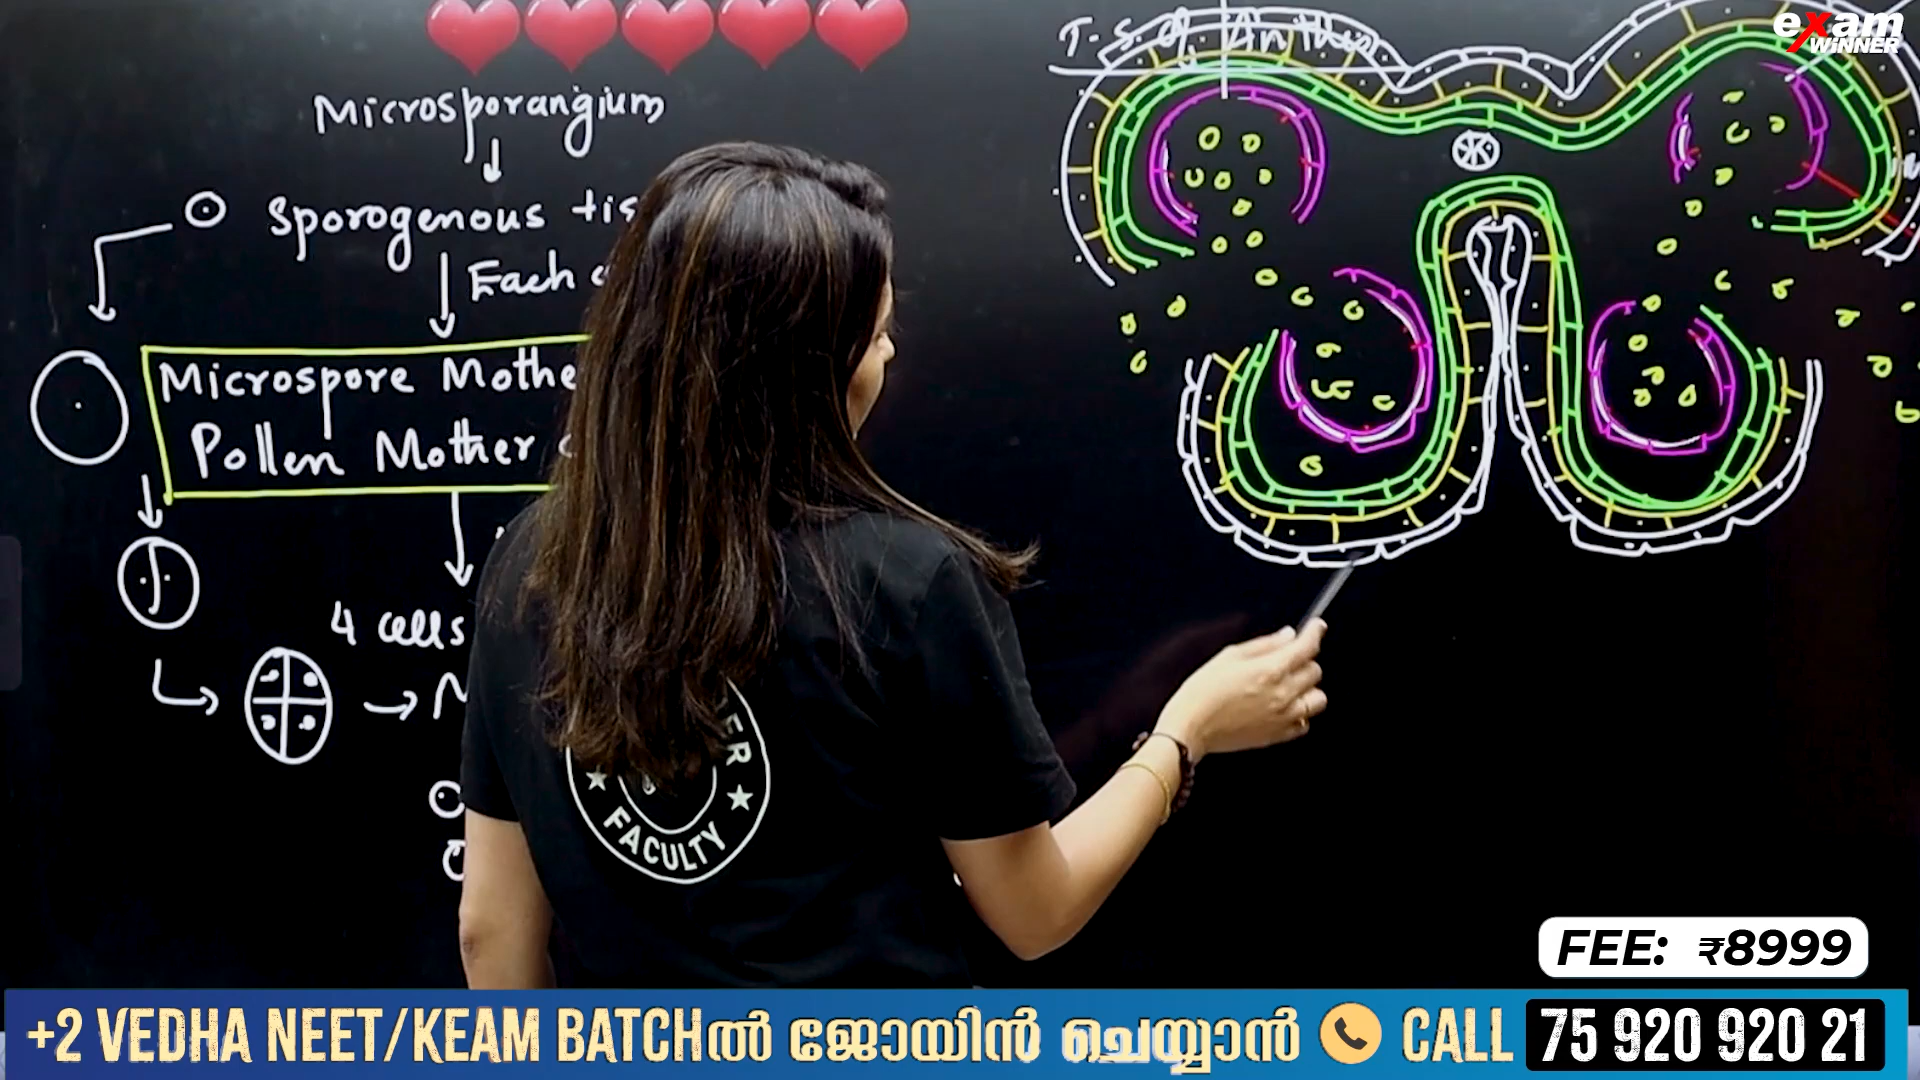 exam
WINNER
T.S. of Anther
Microsporangium
Sporogenous tis
Each
Microspore Mothe
Pollen Mother
4 cells
ER
FACULTY
FEE: ₹8999
+2 VEDHA NEET/KEAM BATCHൽ ജോയിൻ ചെയ്യാൻ CALL 75 920 920 21